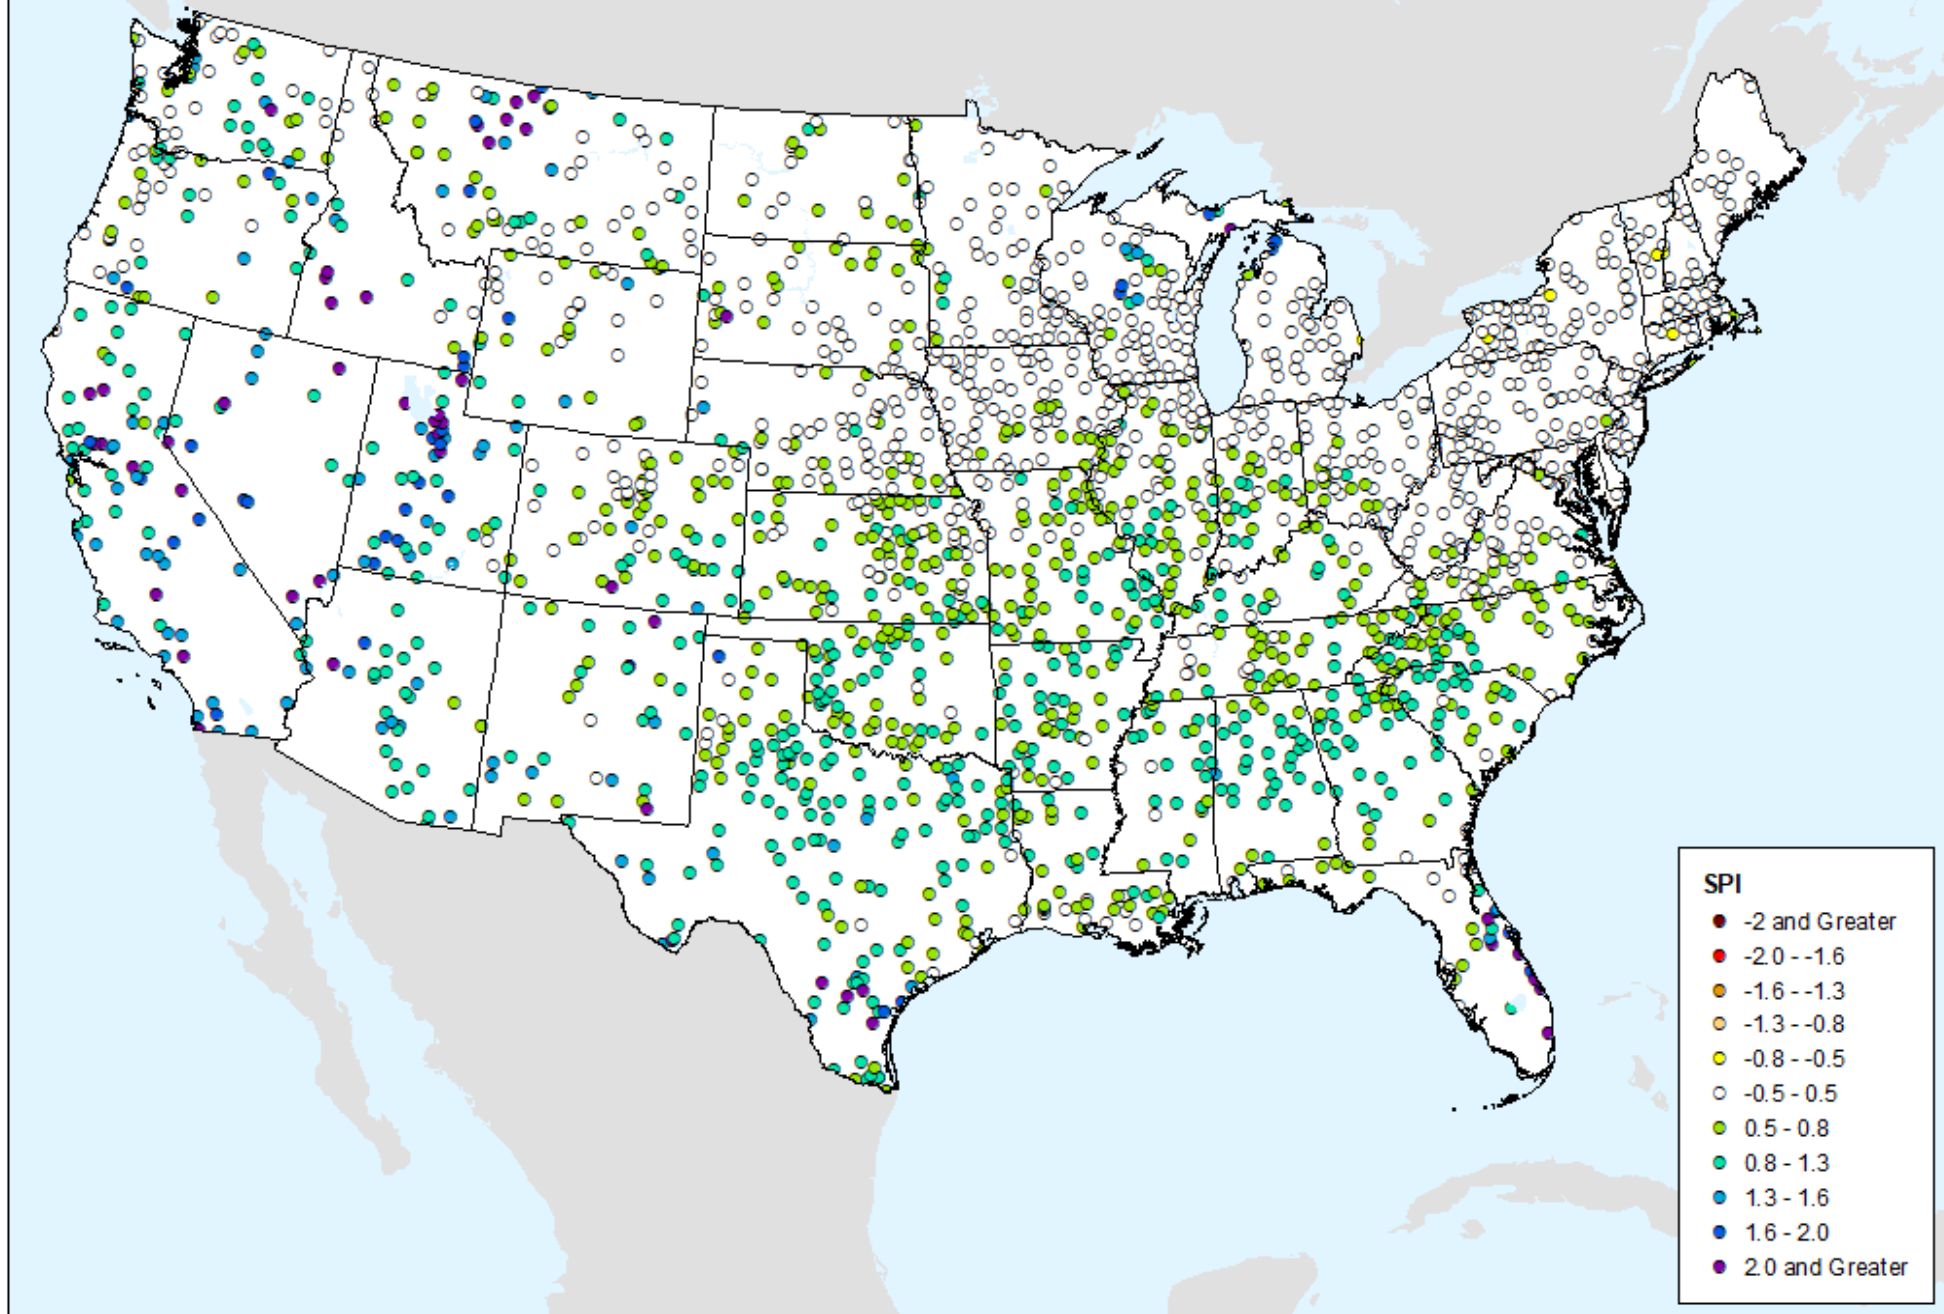 SPI
-2 and Greater
-2.0 - -1.6
-1.6 - -1.3
-1.3 - -0.8
-0.8 - -0.5
-0.5 - 0.5
0.5 - 0.8
0.8 - 1.3
1.3 - 1.6
1.6 - 2.0
2.0 and Greater